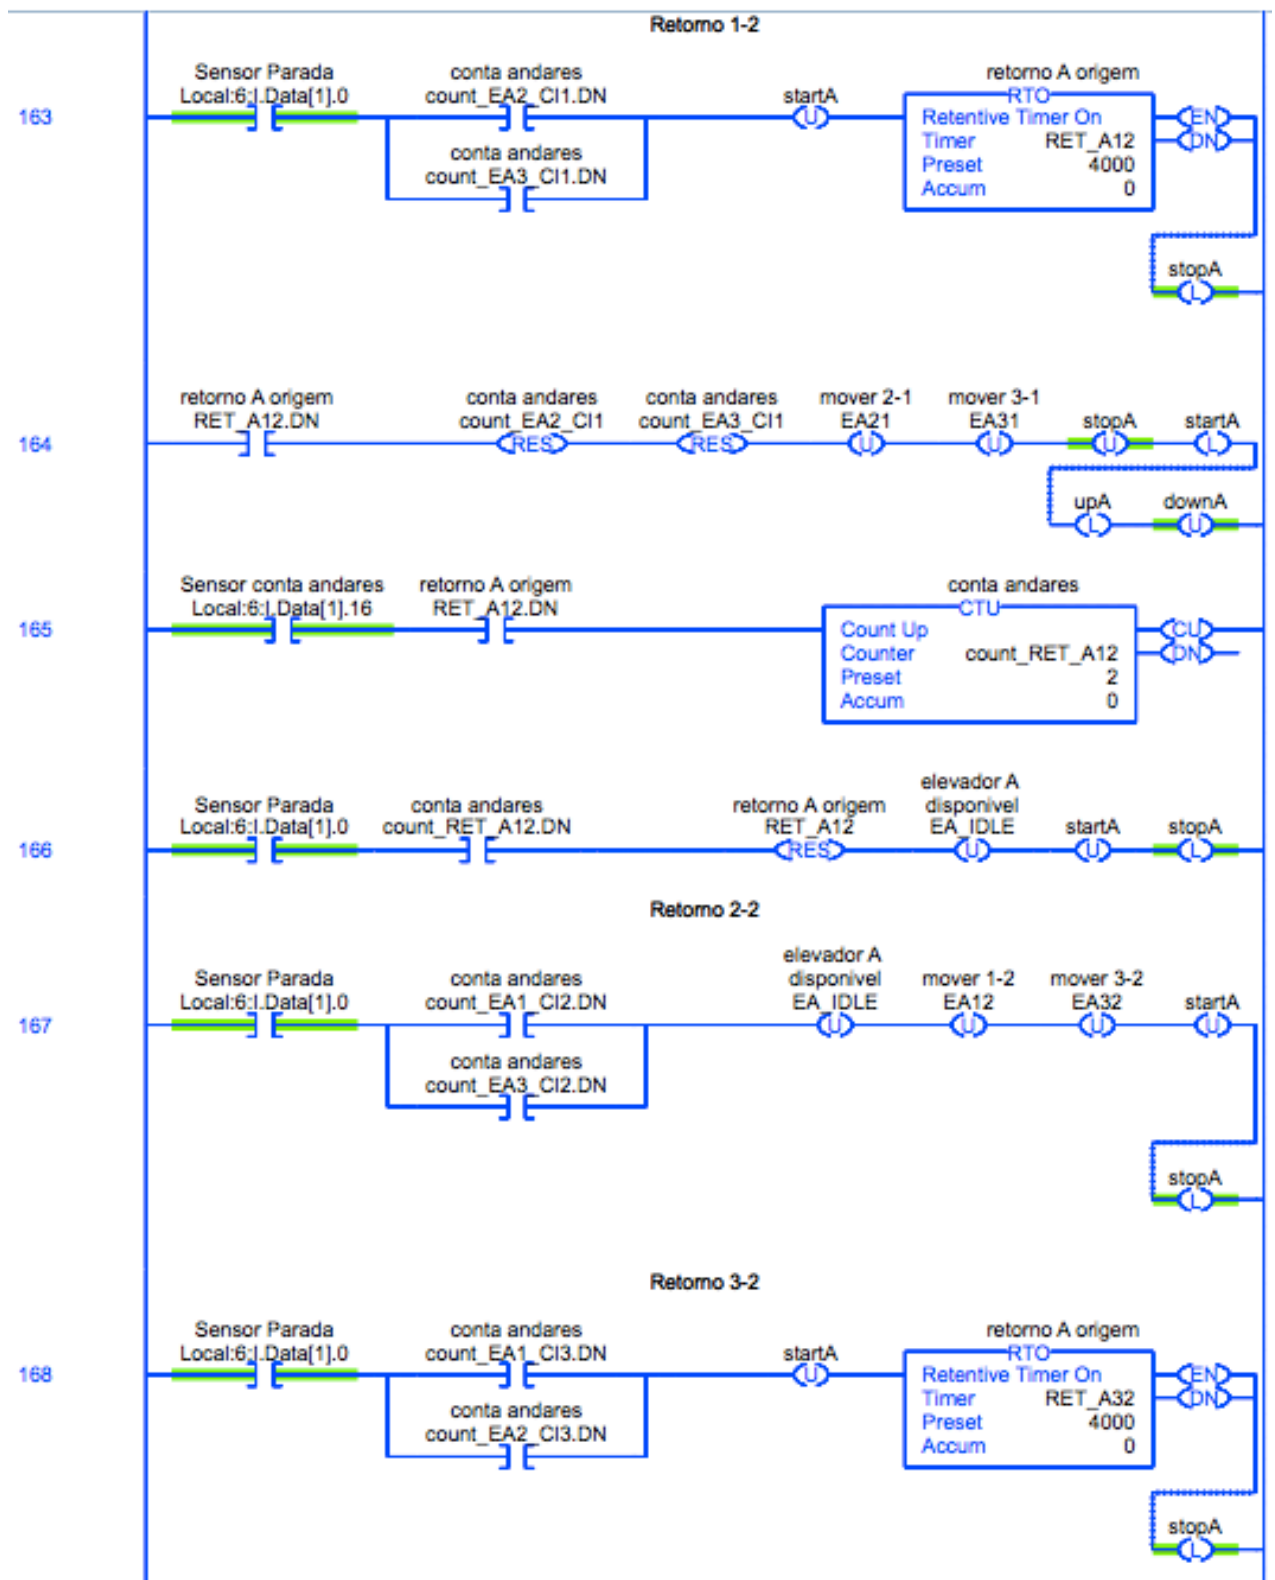 Retorno 1-2
Sensor Parada conta andares retorno A origem
Local:6:I.Data[1].0 count_EA2_CI1.DN startA RTO
163 U Retentive Timer On EN
conta andares Timer RET_A12 DN
count_EA3_CI1.DN Preset 4000
Accum 0
stopA
L
retorno A origem conta andares conta andares mover 2-1 mover 3-1
RET_A12.DN count_EA2_CI1 count_EA3_CI1 EA21 EA31 stopA startA
164 RES RES U U U L
upA downA
L U
Sensor conta andares retorno A origem conta andares
Local:6:I.Data[1].16 RET_A12.DN CTU
165 Count Up CU
Counter count_RET_A12 DN
Preset 2
Accum 0
elevador A
Sensor Parada conta andares retorno A origem disponivel
Local:6:I.Data[1].0 count_RET_A12.DN RET_A12 EA_IDLE startA stopA
166 RES U U L
Retorno 2-2
elevador A
Sensor Parada conta andares disponivel mover 1-2 mover 3-2
Local:6:I.Data[1].0 count_EA1_CI2.DN EA_IDLE EA12 EA32 startA
167 U U U U
conta andares
count_EA3_CI2.DN
stopA
L
Retorno 3-2
Sensor Parada conta andares retorno A origem
Local:6:I.Data[1].0 count_EA1_CI3.DN startA RTO
168 U Retentive Timer On EN
conta andares Timer RET_A32 DN
count_EA2_CI3.DN Preset 4000
Accum 0
stopA
L